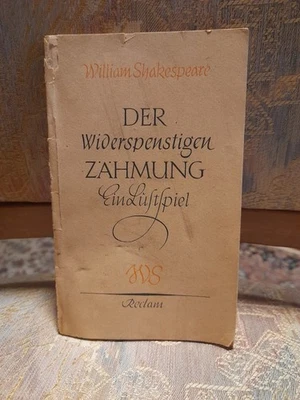 William Shakespeare
DER
Widerspenstigen
ZÄHMUNG
Ein Lustspiel
WS
Reclam